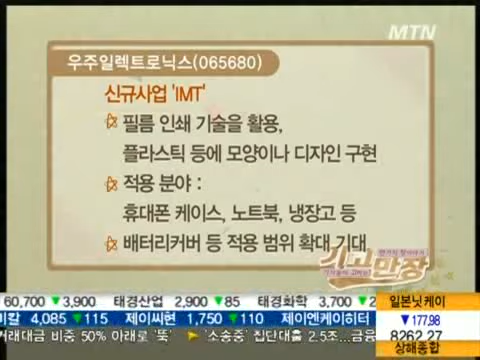 MTN
우주일렉트로닉스(065680)
신규사업 'IMT'
필름 인쇄 기술을 활용,
플라스틱 등에 모양이나 디자인 구현
적용 분야 :
휴대폰 케이스, 노트북, 냉장고 등
배터리커버 등 적용 범위 확대 기대
기고만장
60,700 ▼3,900 태경산업 2,900 ▼85 태경화학 3,700 ▼2
일본닛케이
미칼 4,085 ▼115 제이씨현 1,750 ▼110 제이엔케이히터
▼177.98
거래대금 비중 50% 아래로 '뚝' ▶ '소송중' 집단대출 2.5조...금융
8262.27
상해종합